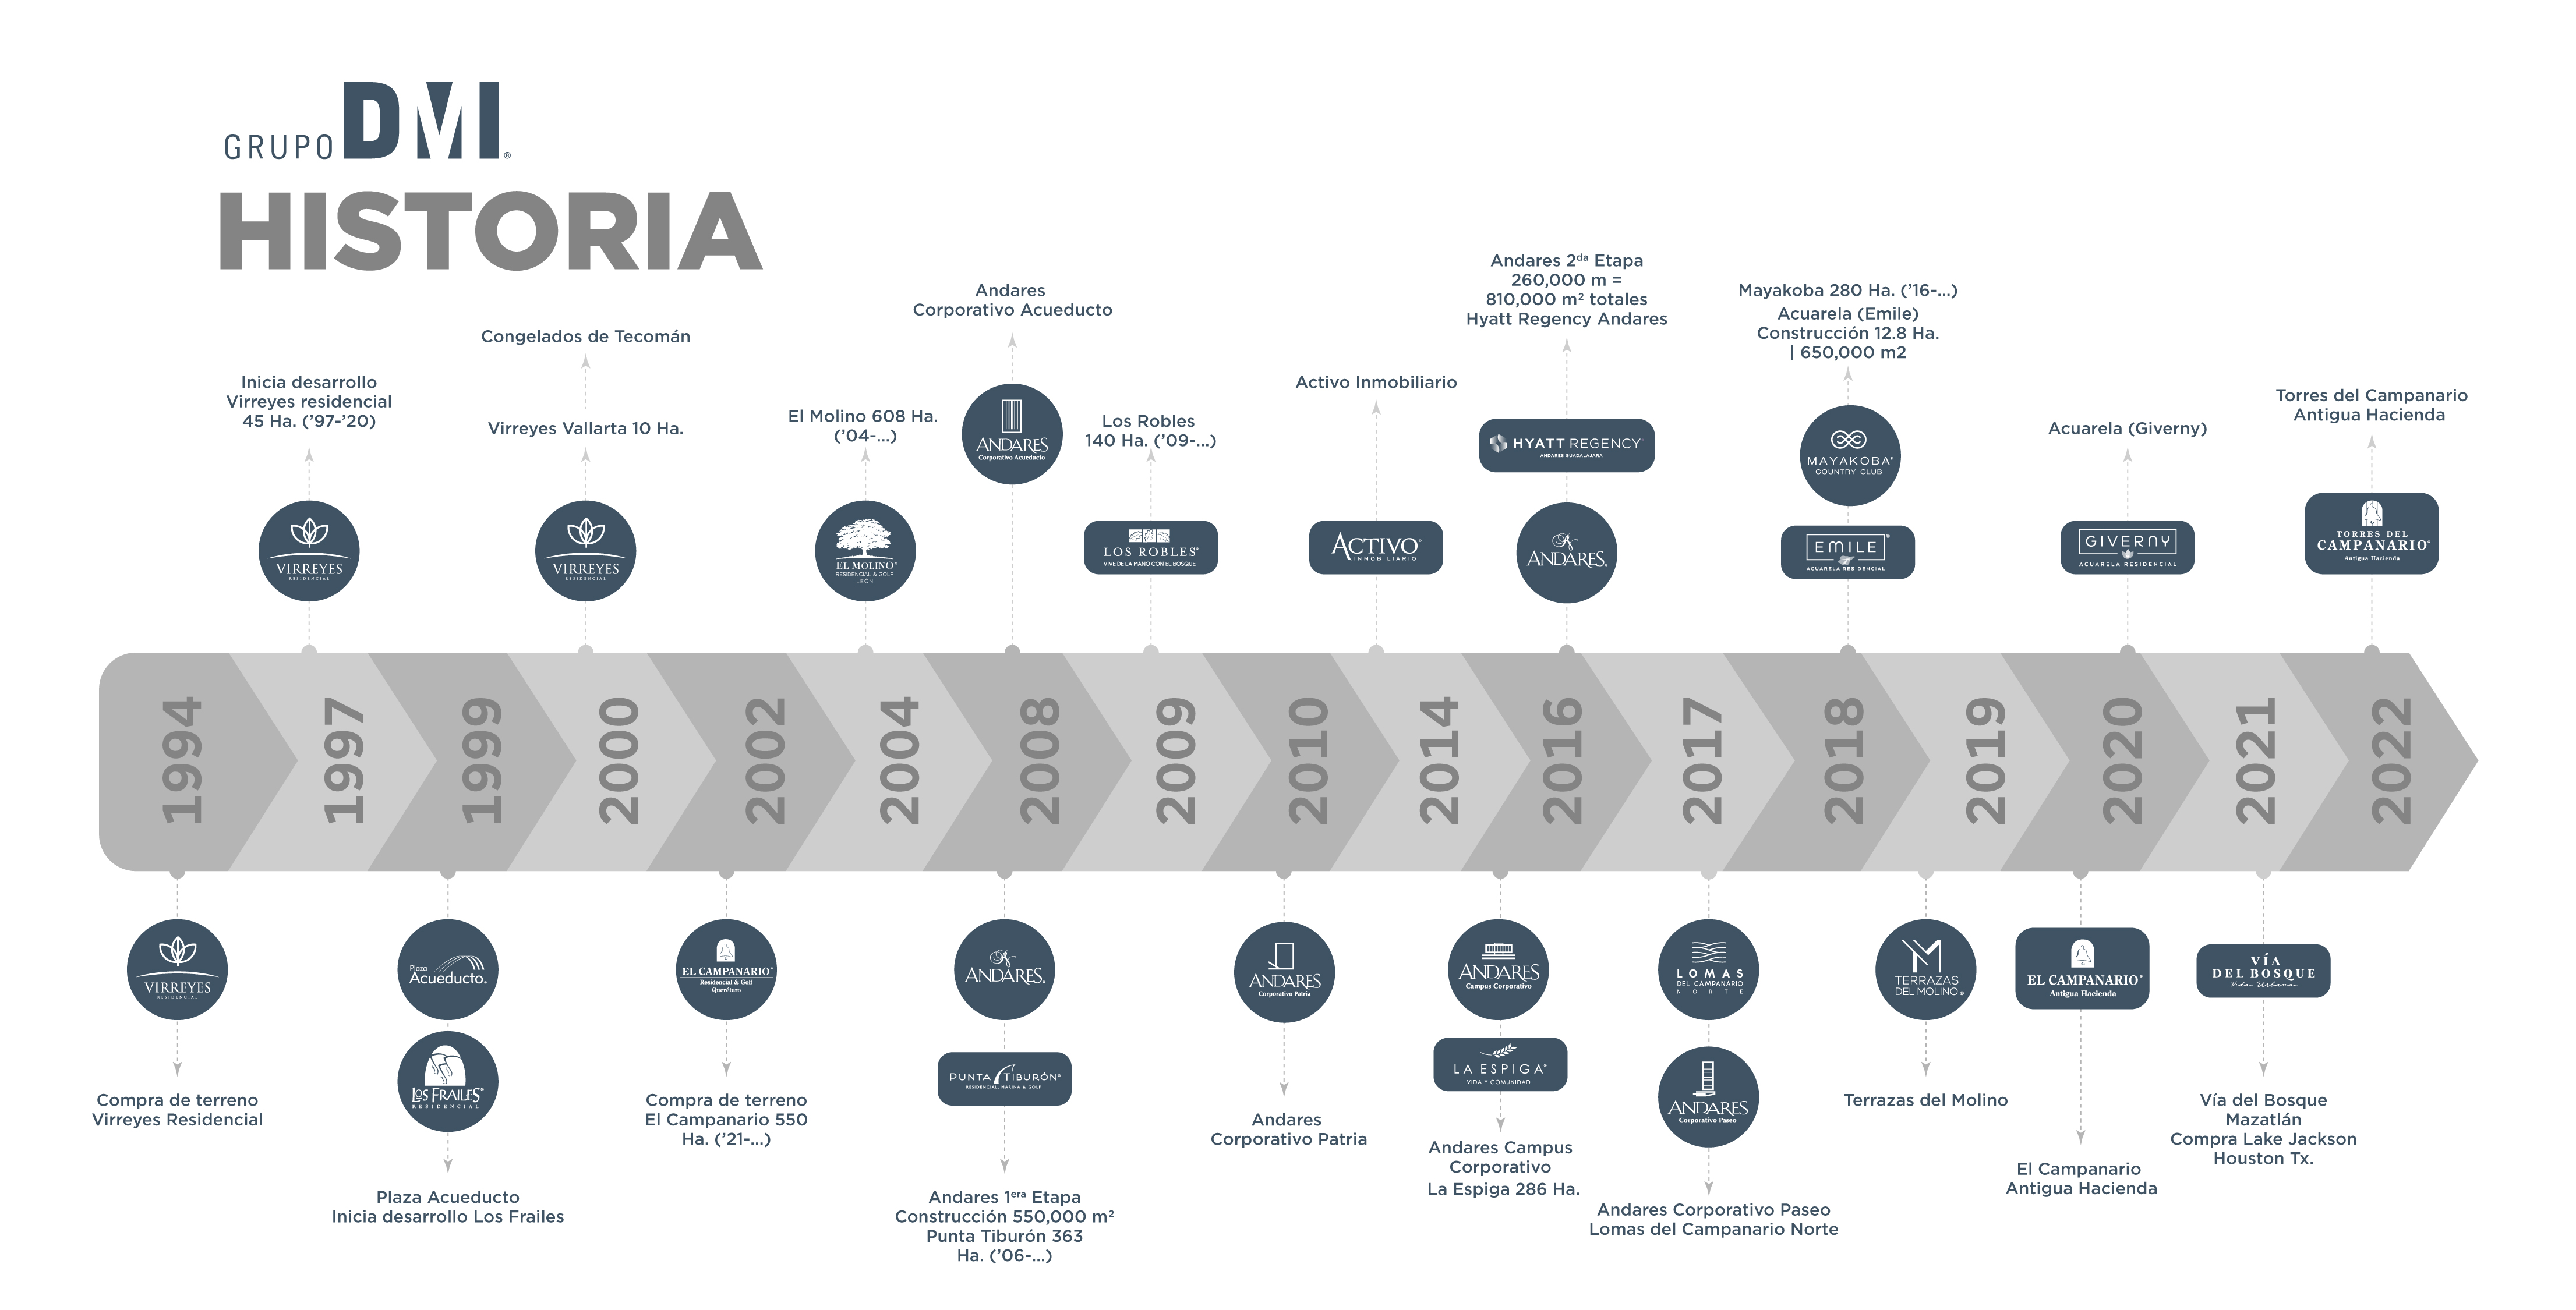 GRUPO DMI®
HISTORIA
Inicia desarrollo
Virreyes residencial
45 Ha. (’97-’20)
VIRREYES
RESIDENCIAL
Congelados de Tecomán
Virreyes Vallarta 10 Ha.
VIRREYES
RESIDENCIAL
El Molino 608 Ha.
(’04-...)
EL MOLINO®
RESIDENCIAL & GOLF
LEÓN
Andares
Corporativo Acueducto
ANDARES
Corporativo Acueducto
Los Robles
140 Ha. (’09-...)
LOS ROBLES®
VIVE DE LA MANO CON EL BOSQUE
Activo Inmobiliario
ACTIVO®
INMOBILIARIO
Andares 2da Etapa
260,000 m =
810,000 m² totales
Hyatt Regency Andares
HYATT REGENCY
ANDARES GUADALAJARA
ANDARES®
Mayakoba 280 Ha. (’16-...)
Acuarela (Emile)
Construcción 12.8 Ha.
| 650,000 m2
MAYAKOBA®
COUNTRY CLUB
EMILE®
ACUARELA RESIDENCIAL
Acuarela (Giverny)
GIVERNY
ACUARELA RESIDENCIAL
Torres del Campanario
Antigua Hacienda
TORRES DEL
CAMPANARIO®
Antigua Hacienda
1994
1997
1999
2000
2002
2004
2008
2009
2010
2014
2016
2017
2018
2019
2020
2021
2022
VIRREYES
RESIDENCIAL
Compra de terreno
Virreyes Residencial
Plaza
Acueducto®
LOS FRAILES®
RESIDENCIAL
Plaza Acueducto
Inicia desarrollo Los Frailes
EL CAMPANARIO®
Residencial & Golf
Querétaro
Compra de terreno
El Campanario 550
Ha. (’21-...)
ANDARES®
PUNTA TIBURÓN®
RESIDENCIAL, MARINA & GOLF
Andares 1era Etapa
Construcción 550,000 m²
Punta Tiburón 363
Ha. (’06-...)
ANDARES
Corporativo Patria
Andares
Corporativo Patria
ANDARES
Campus Corporativo
LA ESPIGA®
VIDA Y COMUNIDAD
Andares Campus
Corporativo
La Espiga 286 Ha.
LOMAS
DEL CAMPANARIO
NORTE
ANDARES
Corporativo Paseo
Andares Corporativo Paseo
Lomas del Campanario Norte
TERRAZAS
DEL MOLINO®
Terrazas del Molino
EL CAMPANARIO®
Antigua Hacienda
El Campanario
Antigua Hacienda
VÍA
DEL BOSQUE
Vida Urbana
Vía del Bosque
Mazatlán
Compra Lake Jackson
Houston Tx.